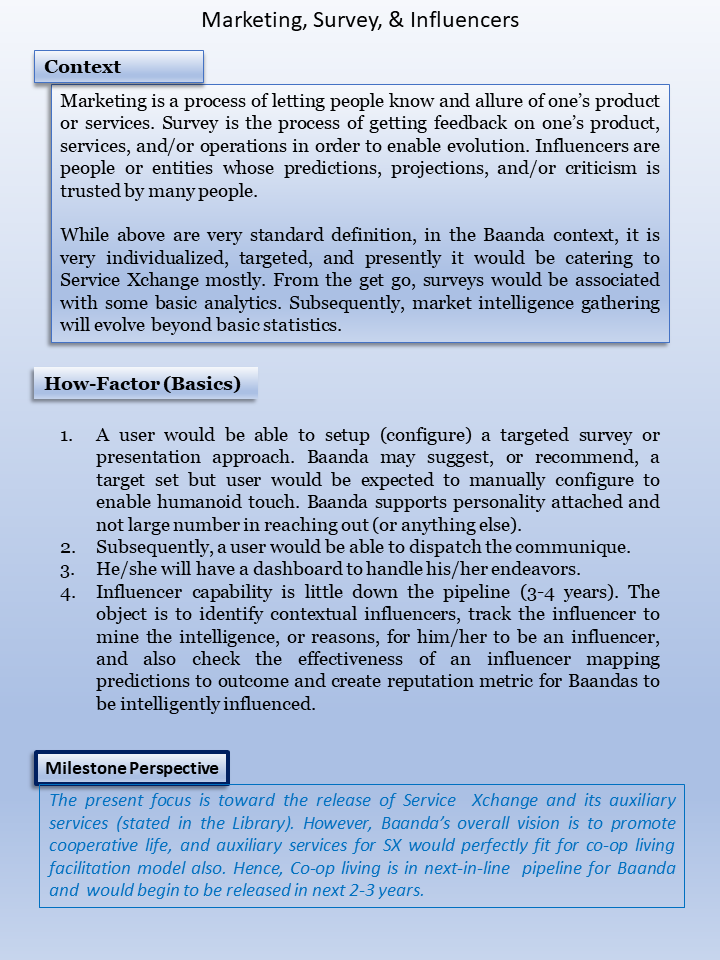 Marketing, Survey, & Influencers
Context
Marketing is a process of letting people know and allure of one's product
or services. Survey is the process of getting feedback on one's product,
services, and/or operations in order to enable evolution. Influencers are
people or entities whose predictions, projections, and/or criticism is
trusted by many people.
While above are very standard definition, in the Baanda context, it is
very individualized, targeted, and presently it would be catering to
Service Xchange mostly. From the get go, surveys would be associated
with some basic analytics. Subsequently, market intelligence gathering
will evolve beyond basic statistics.
How-Factor (Basics)
1. A user would be able to setup (configure) a targeted survey or
presentation approach. Baanda may suggest, or recommend, a
target set but user would be expected to manually configure to
enable humanoid touch. Baanda supports personality attached and
not large number in reaching out (or anything else).
2. Subsequently, a user would be able to dispatch the communique.
3. He/she will have a dashboard to handle his/her endeavors.
4. Influencer capability is little down the pipeline (3-4 years). The
object is to identify contextual influencers, track the influencer to
mine the intelligence, or reasons, for him/her to be an influencer,
and also check the effectiveness of an influencer mapping
predictions to outcome and create reputation metric for Baandas to
be intelligently influenced.
Milestone Perspective
The present focus is toward the release of Service Xchange and its auxiliary
services (stated in the Library). However, Baanda's overall vision is to promote
cooperative life, and auxiliary services for SX would perfectly fit for co-op living
facilitation model also. Hence, Co-op living is in next-in-line pipeline for Baanda
and would begin to be released in next 2-3 years.